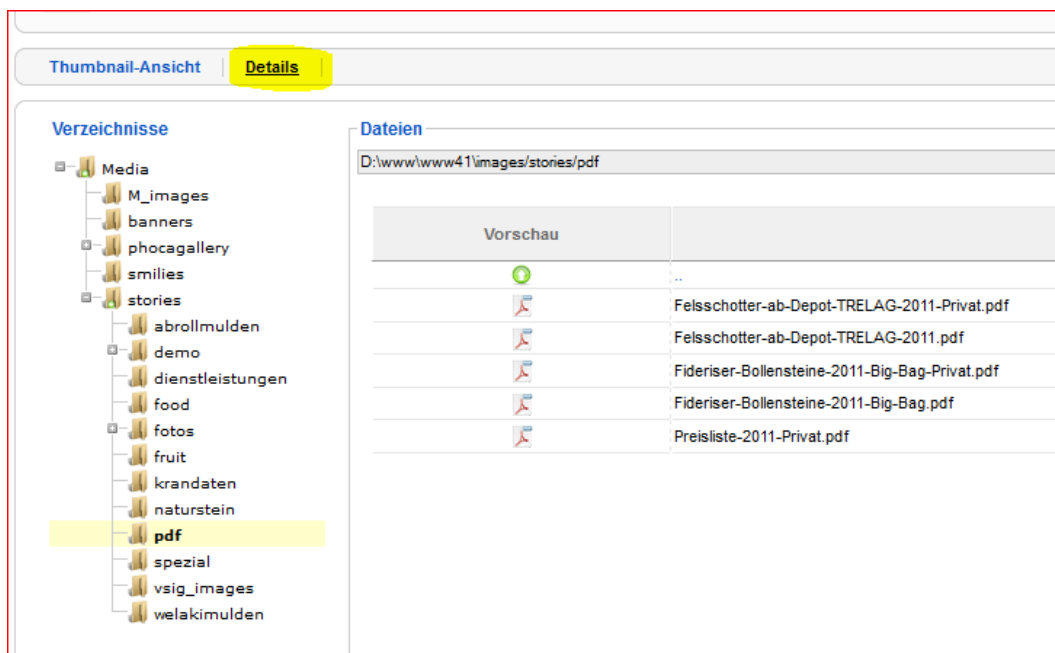 Thumbnail-Ansicht Details
Verzeichnisse
Media
M_images
banners
phocagallery
smilies
stories
abrollmulden
demo
dienstleistungen
food
fotos
fruit
krandaten
naturstein
pdf
spezial
vsig_images
welakimulden
Dateien
D:\www\www41\images/stories/pdf
Vorschau
..
Felsschotter-ab-Depot-TRELAG-2011-Privat.pdf
Felsschotter-ab-Depot-TRELAG-2011.pdf
Fideriser-Bollensteine-2011-Big-Bag-Privat.pdf
Fideriser-Bollensteine-2011-Big-Bag.pdf
Preisliste-2011-Privat.pdf